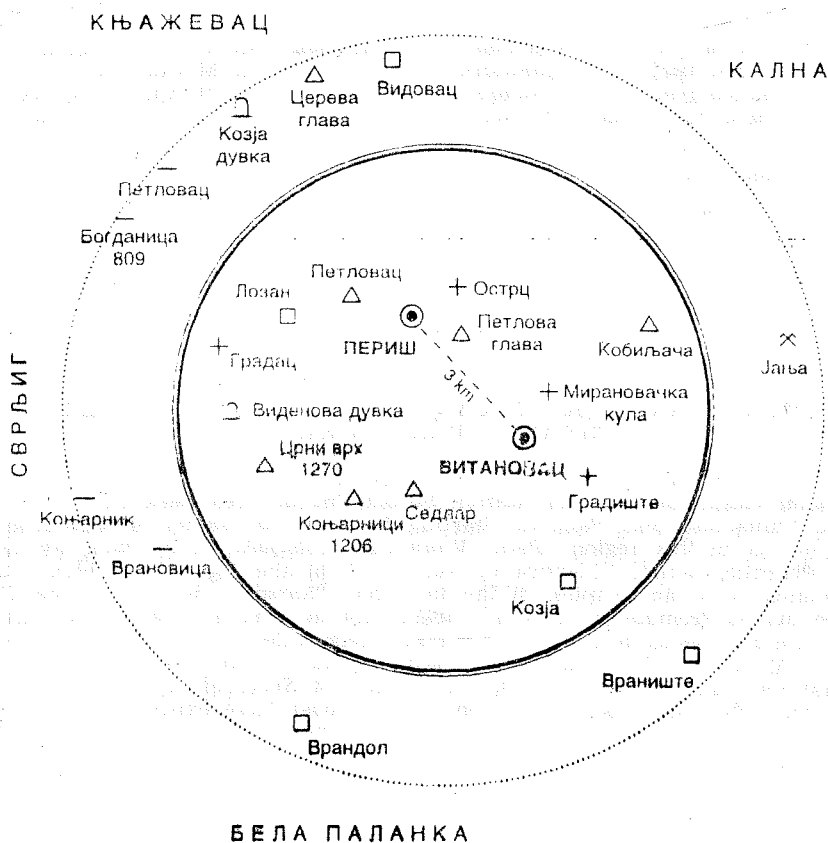 КЊАЖЕВАЦ
КАЛНА
Видовац
Церева
глава
Козја
дувка
Петловац
Богданица
809
Петловац
Острц
Лозан
Петлова
глава
ПЕРИШ
Кобиљача
Јања
Градац
3 km
СВРЉИГ
Мирановачка
кула
Виденова дувка
Црни врх
1270
ВИТАНОВАЦ
Градиште
Седлар
Коњарник
Коњарници
1206
Врановица
Козја
Враниште
Врандол
БЕЛА ПАЛАНКА